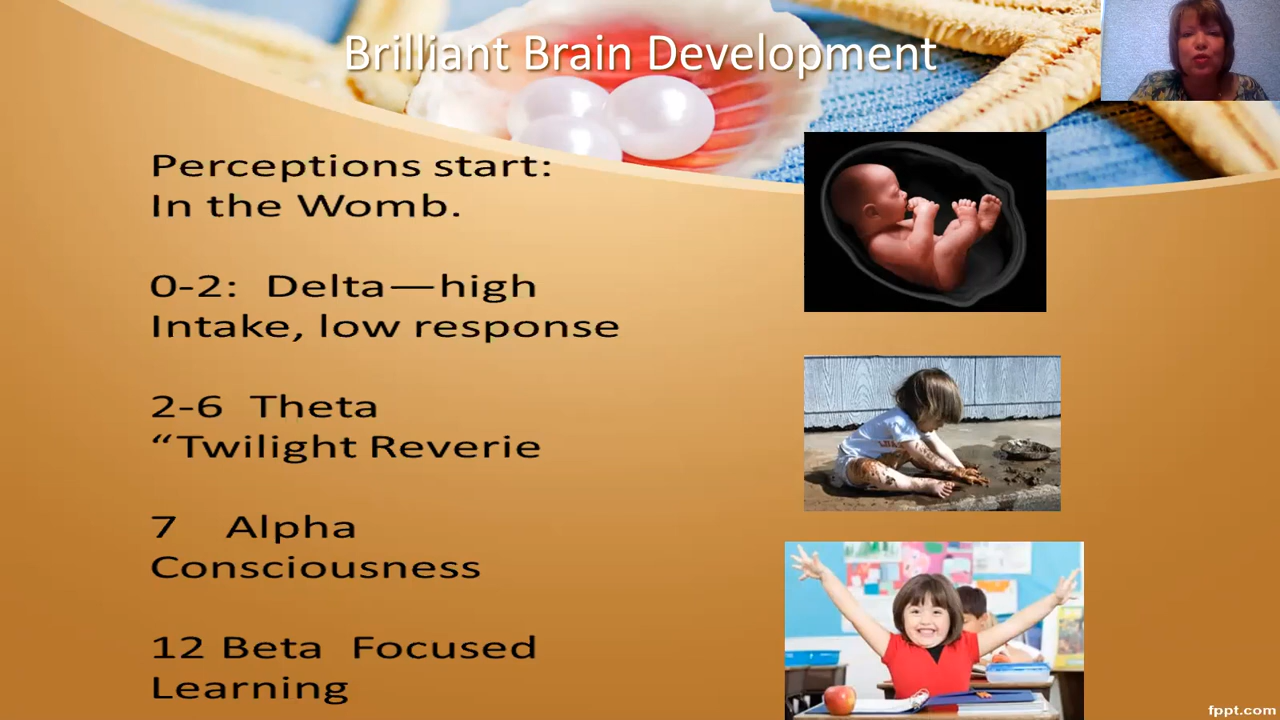 Brilliant Brain Development
Perceptions start:
In the Womb.
0-2: Delta—high
Intake, low response
2-6 Theta
“Twilight Reverie
7 Alpha
Consciousness
12 Beta Focused
Learning
fppt.com